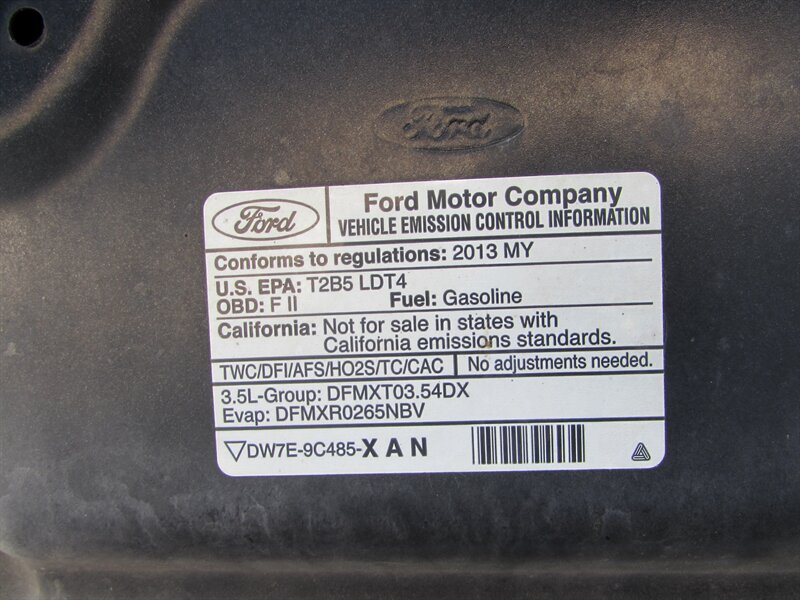 Ford
Ford
Ford Motor Company
VEHICLE EMISSION CONTROL INFORMATION
Conforms to regulations: 2013 MY
U.S. EPA: T2B5 LDT4
OBD: F II Fuel: Gasoline
California: Not for sale in states with
California emissions standards.
TWC/DFI/AFS/HO2S/TC/CAC No adjustments needed.
3.5L-Group: DFMXT03.54DX
Evap: DFMXR0265NBV
▽DW7E-9C485-X A N